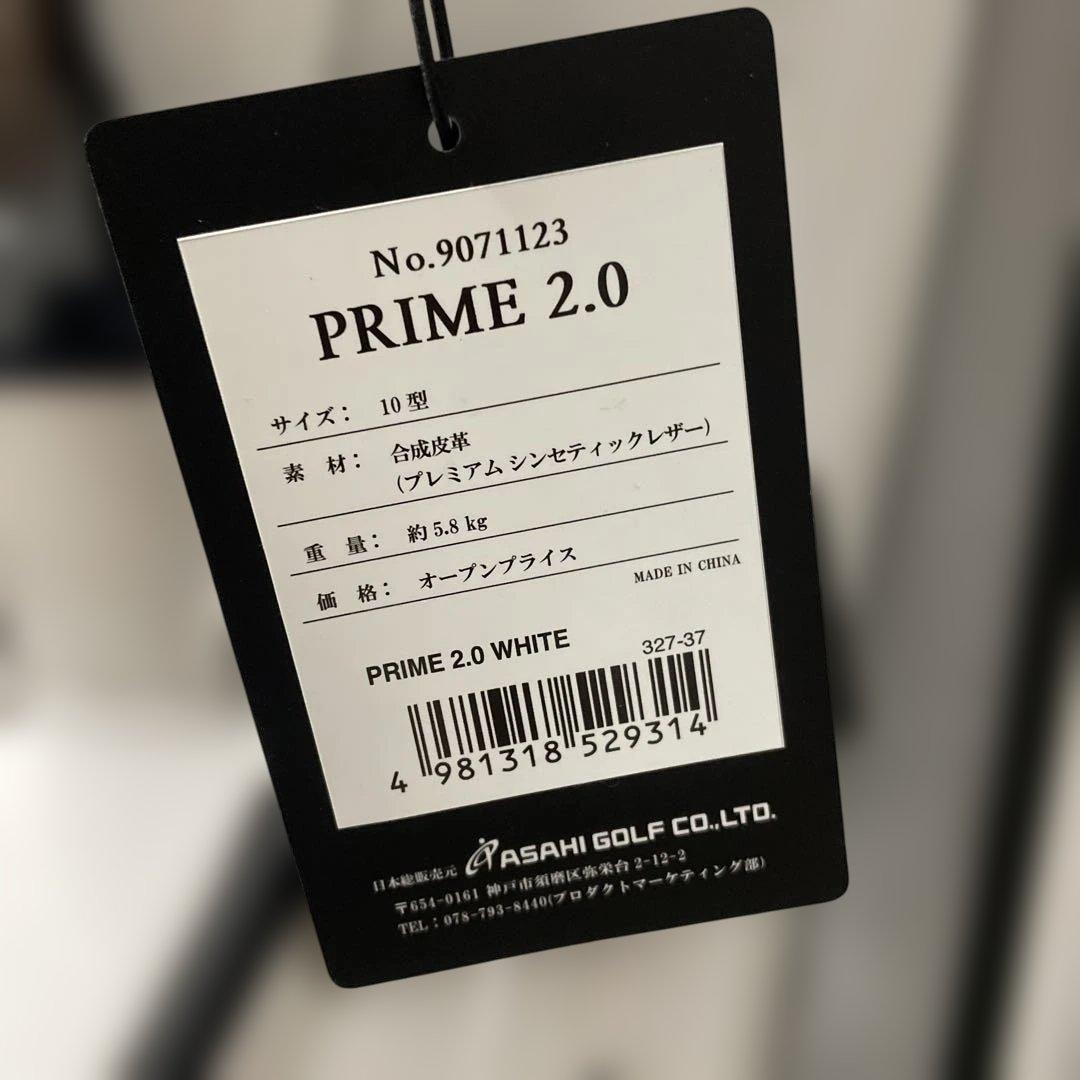 No.9071123
PRIME 2.0
サイズ： 10型
素 材： 合成皮革
(プレミアム シンセティックレザー)
重 量： 約5.8 kg
価 格： オープンプライス
MADE IN CHINA
PRIME 2.0 WHITE 327-37
4 981318 529314
日本総販売元 ASAHI GOLF CO.,LTD.
〒654-0161 神戸市須磨区弥栄台 2-12-2
TEL：078-793-8440(プロダクトマーケティング部)